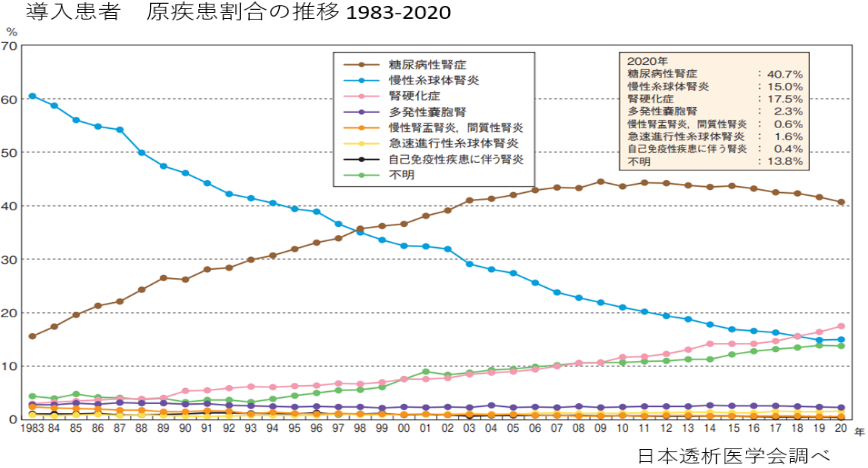 導入患者　原疾患割合の推移 1983-2020
%
70
60
50
40
30
20
10
0
糖尿病性腎症
慢性糸球体腎炎
腎硬化症
多発性嚢胞腎
慢性腎盂腎炎，間質性腎炎
急速進行性糸球体腎炎
自己免疫性疾患に伴う腎炎
不明
2020年
糖尿病性腎症 : 40.7%
慢性糸球体腎炎 : 15.0%
腎硬化症 : 17.5%
多発性嚢胞腎 : 2.3%
慢性腎盂腎炎，間質性腎炎 : 0.6%
急速進行性糸球体腎炎 : 1.6%
自己免疫性疾患に伴う腎炎 : 0.4%
不明 : 13.8%
1983 84 85 86 87 88 89 90 91 92 93 94 95 96 97 98 99 00 01 02 03 04 05 06 07 08 09 10 11 12 13 14 15 16 17 18 19 20 年
日本透析医学会調べ